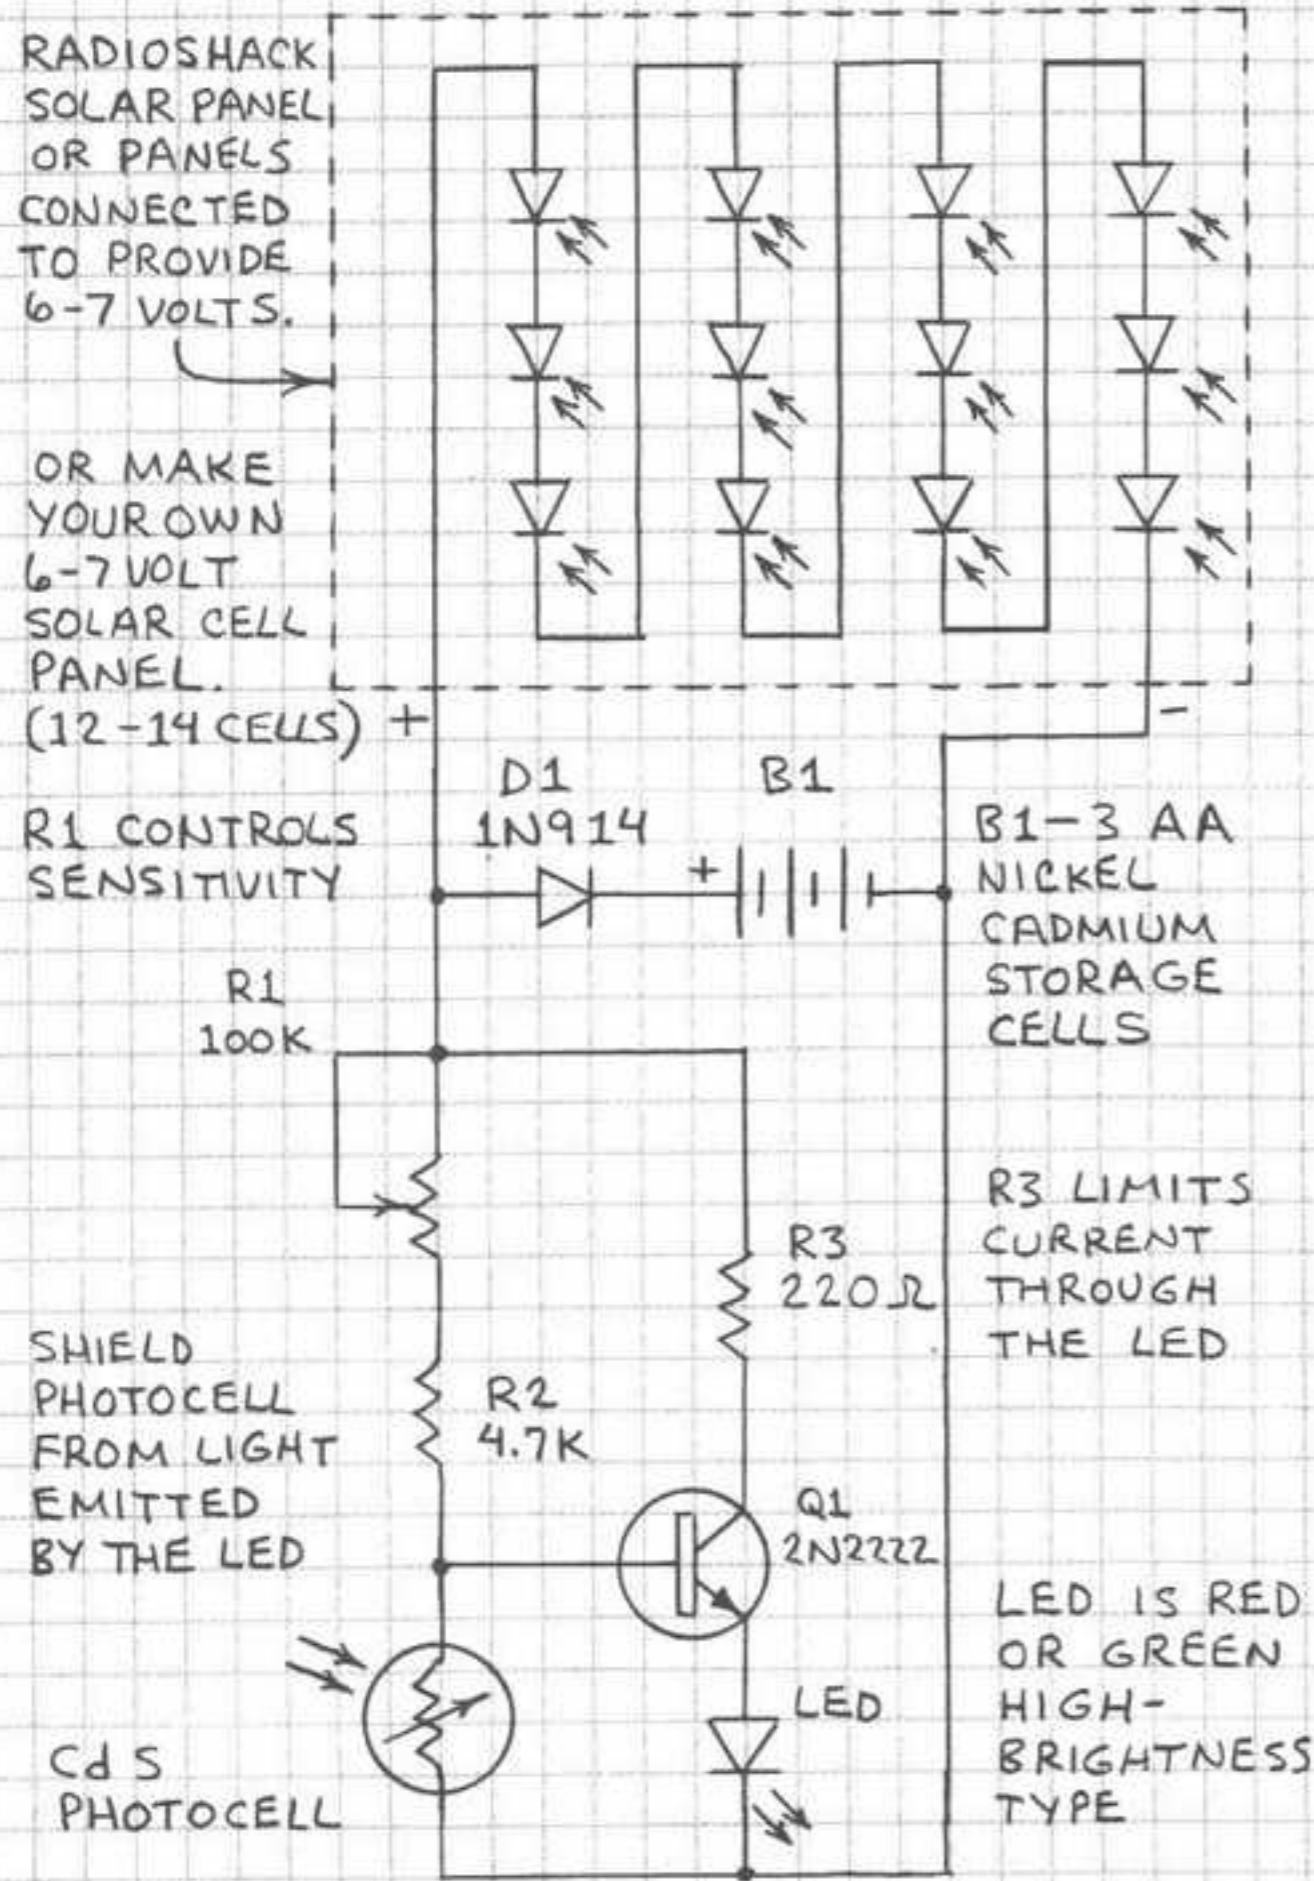 RADIOSHACK
SOLAR PANEL
OR PANELS
CONNECTED
TO PROVIDE
6-7 VOLTS.
OR MAKE
YOUR OWN
6-7 VOLT
SOLAR CELL
PANEL.
(12-14 CELLS) +
-
D1
1N914
B1
+
R1 CONTROLS
SENSITIVITY
B1-3 AA
NICKEL
CADMIUM
STORAGE
CELLS
R1
100K
R3
220Ω
R3 LIMITS
CURRENT
THROUGH
THE LED
SHIELD
PHOTOCELL
FROM LIGHT
EMITTED
BY THE LED
R2
4.7K
Q1
2N2222
LED
LED IS RED
OR GREEN
HIGH-
BRIGHTNESS
TYPE
CdS
PHOTOCELL